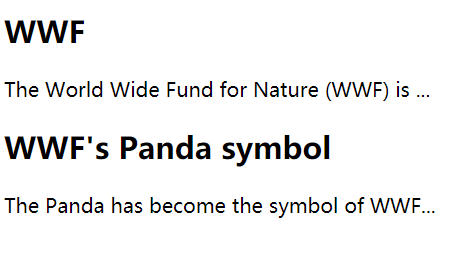 WWF
The World Wide Fund for Nature (WWF) is ...
WWF's Panda symbol
The Panda has become the symbol of WWF...